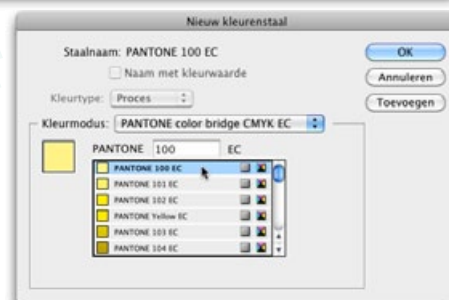 Nieuw kleurenstaal
Staalnaam: PANTONE 100 EC
OK
Naam met kleurwaarde
Annuleren
Kleurtype: Proces
Toevoegen
Kleurmodus: PANTONE color bridge CMYK EC
PANTONE 100 EC
PANTONE 100 EC
PANTONE 101 EC
PANTONE 102 EC
PANTONE Yellow EC
PANTONE 103 EC
PANTONE 104 EC